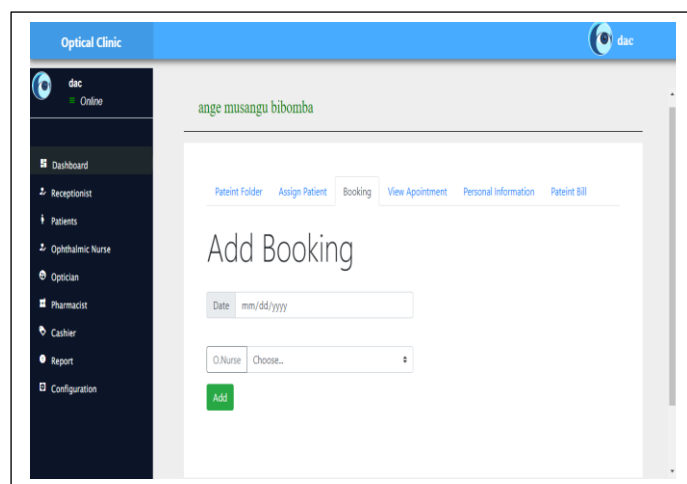 Optical Clinic
dac
dac
Online
ange musangu bibomba
Dashboard
Receptionist
Patients
Ophthalmic Nurse
Optician
Pharmacist
Cashier
Report
Configuration
Pateint Folder Assign Patient Booking View Apointment Personal Information Pateint Bill
Add Booking
Date mm/dd/yyyy
O.Nurse Choose...
Add